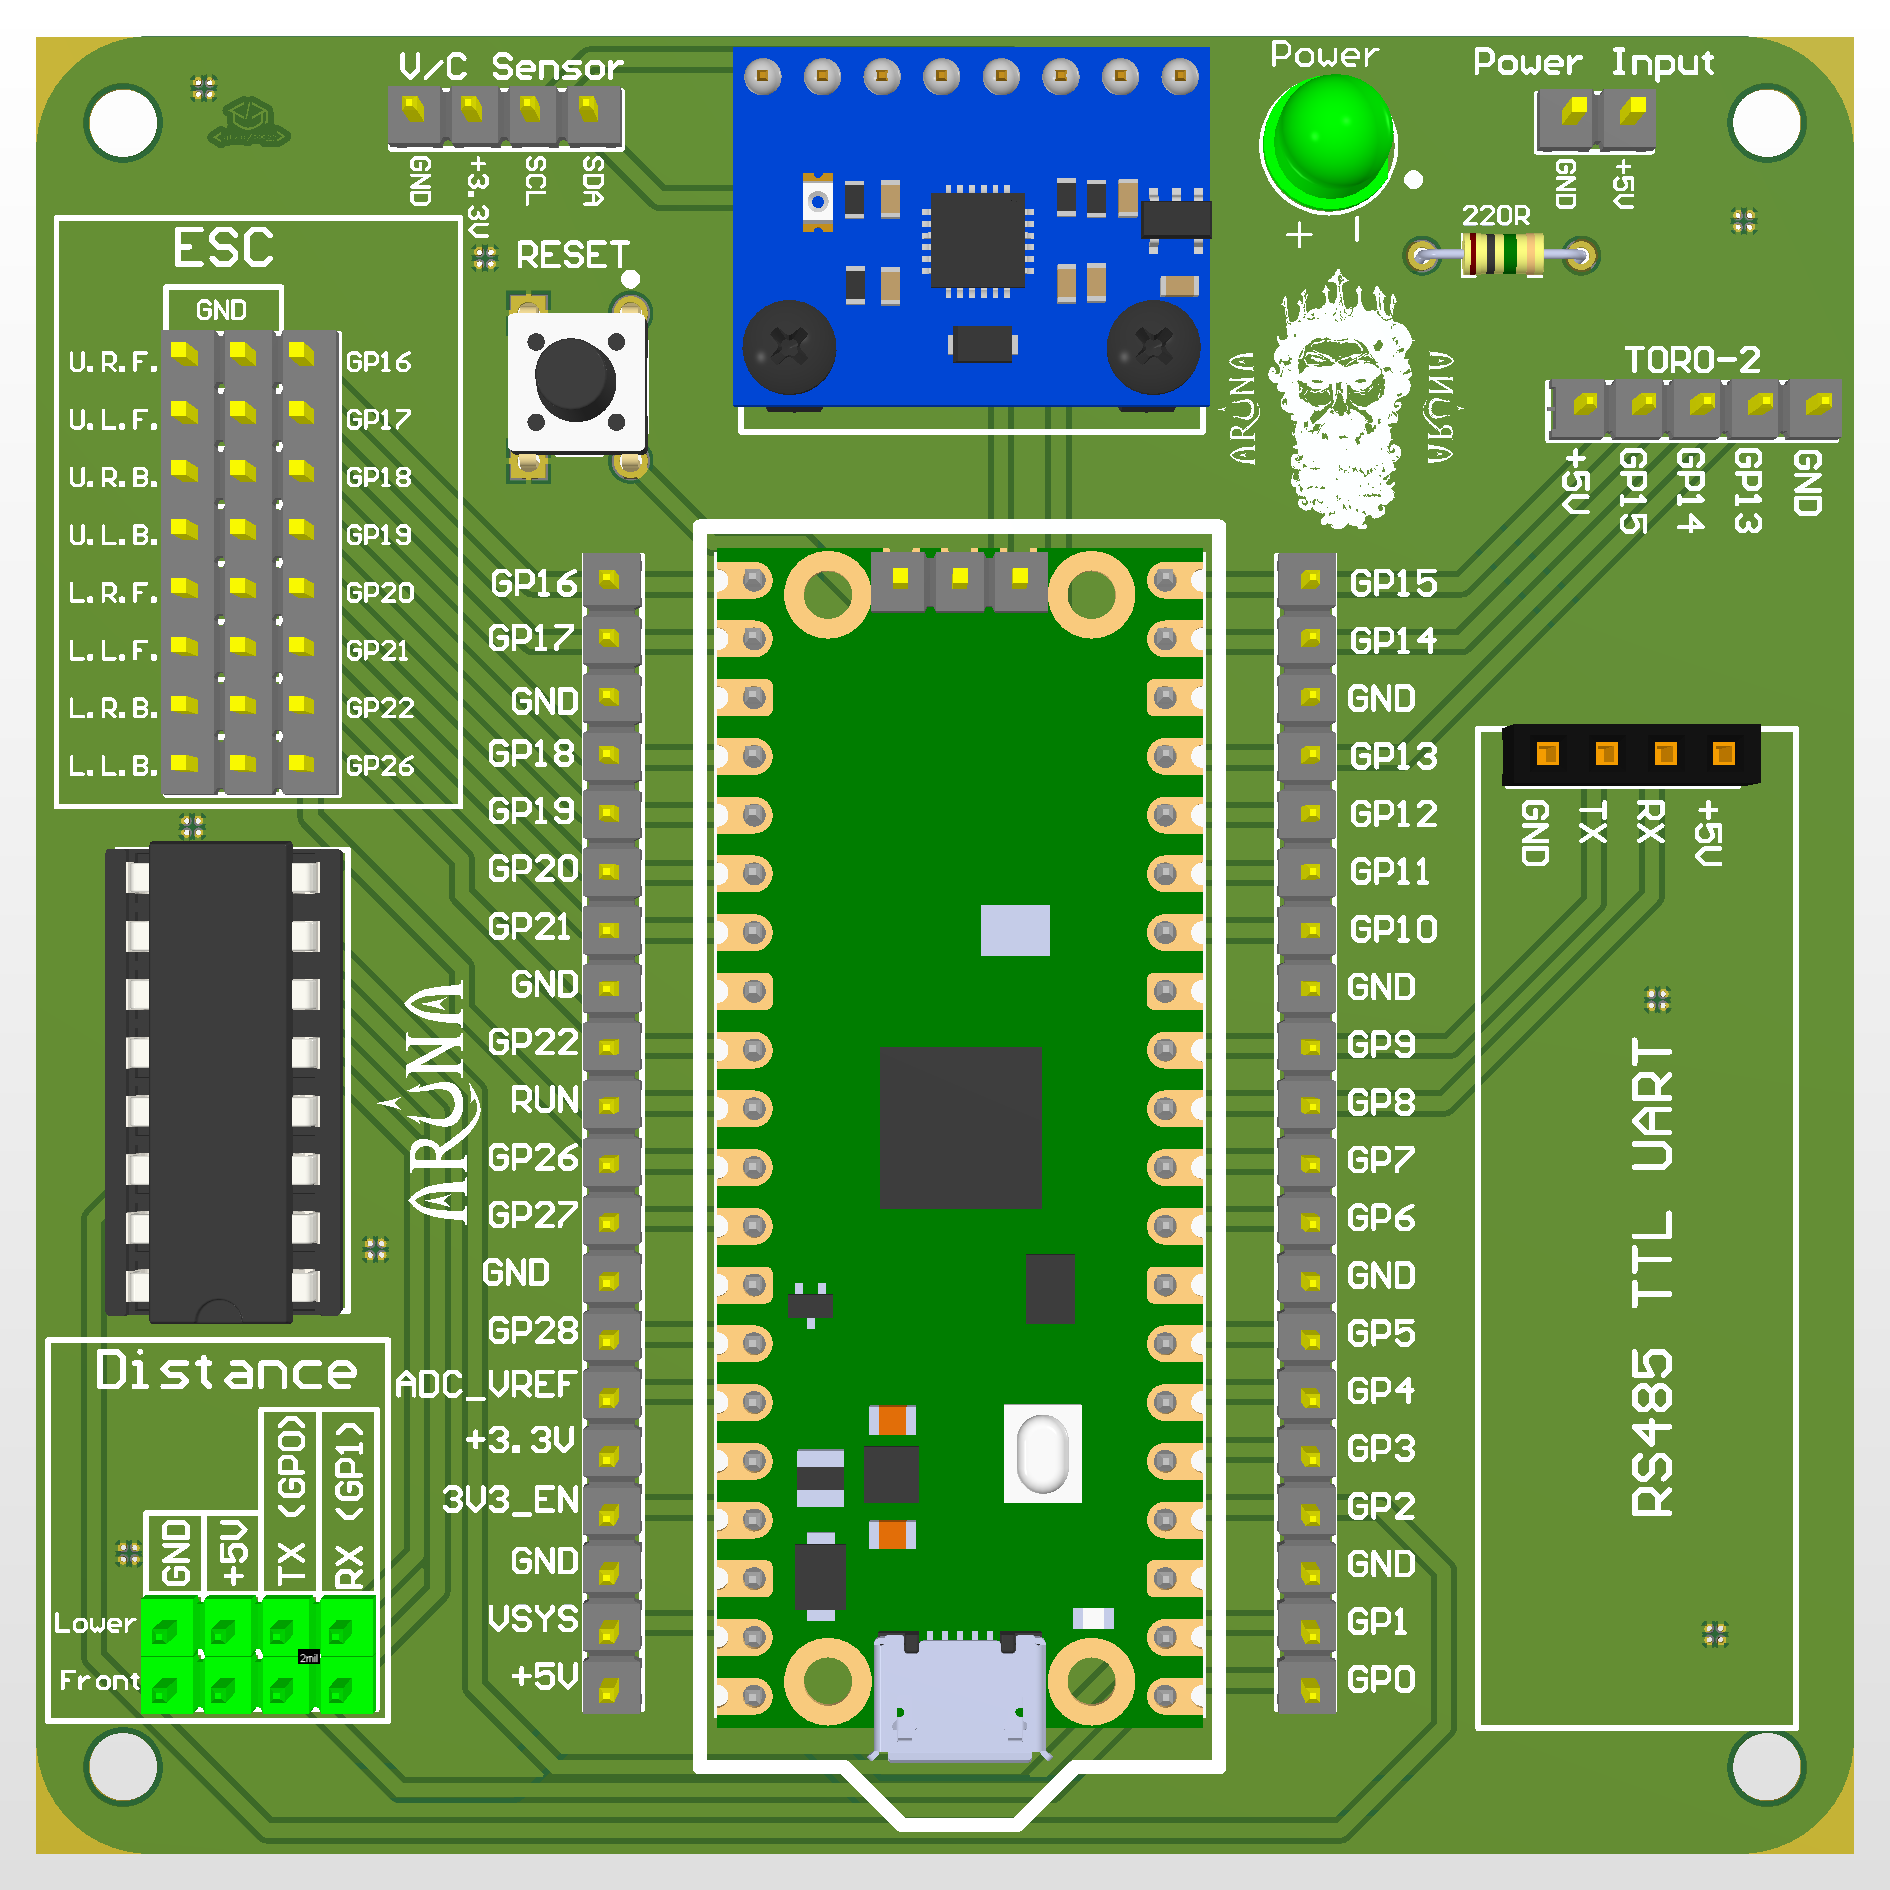 V/C Sensor
GND
+3.3V
SCL
SDA
Power
+ -
Power Input
GND
+5V
220R
RESET
ESC
GND
U.R.F. GP16
U.L.F. GP17
U.R.B. GP18
U.L.B. GP19
L.R.F. GP20
L.L.F. GP21
L.R.B. GP22
L.L.B. GP26
ARUNA
ARUNA
TORO-2
+5V
GP15
GP14
GP13
GND
GP16
GP17
GND
GP18
GP19
GP20
GP21
GND
GP22
RUN
GP26
GP27
GND
GP28
ADC_VREF
+3.3V
3V3_EN
GND
VSYS
+5V
GP15
GP14
GND
GP13
GP12
GP11
GP10
GND
GP9
GP8
GP7
GP6
GND
GP5
GP4
GP3
GP2
GND
GP1
GP0
GND
TX
RX
+5V
RS485 TTL UART
ARUNA
Distance
GND
+5V
TX (GP0)
RX (GP1)
Lower
Front
2mil